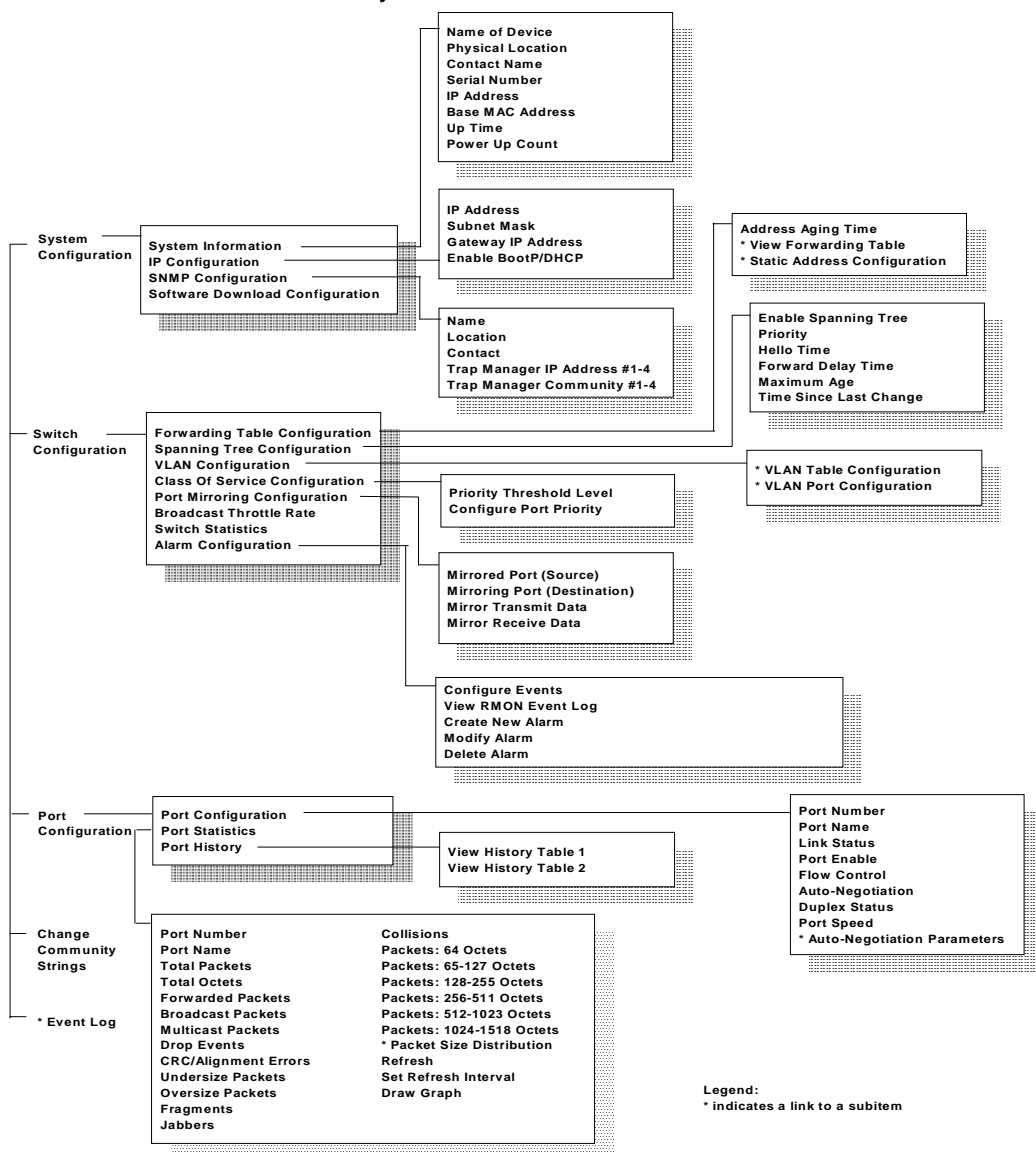 Name of Device
Physical Location
Contact Name
Serial Number
IP Address
Base MAC Address
Up Time
Power Up Count
System
Configuration
System Information
IP Configuration
SNMP Configuration
Software Download Configuration
IP Address
Subnet Mask
Gateway IP Address
Enable BootP/DHCP
Address Aging Time
* View Forwarding Table
* Static Address Configuration
Name
Location
Contact
Trap Manager IP Address #1-4
Trap Manager Community #1-4
Enable Spanning Tree
Priority
Hello Time
Forward Delay Time
Maximum Age
Time Since Last Change
Switch
Configuration
Forwarding Table Configuration
Spanning Tree Configuration
VLAN Configuration
Class Of Service Configuration
Port Mirroring Configuration
Broadcast Throttle Rate
Switch Statistics
Alarm Configuration
* VLAN Table Configuration
* VLAN Port Configuration
Priority Threshold Level
Configure Port Priority
Mirrored Port (Source)
Mirroring Port (Destination)
Mirror Transmit Data
Mirror Receive Data
Configure Events
View RMON Event Log
Create New Alarm
Modify Alarm
Delete Alarm
Port
Configuration
Port Configuration
Port Statistics
Port History
View History Table 1
View History Table 2
Port Number
Port Name
Link Status
Port Enable
Flow Control
Auto-Negotiation
Duplex Status
Port Speed
* Auto-Negotiation Parameters
Change
Community
Strings
* Event Log
Port Number
Port Name
Total Packets
Total Octets
Forwarded Packets
Broadcast Packets
Multicast Packets
Drop Events
CRC/Alignment Errors
Undersize Packets
Oversize Packets
Fragments
Jabbers
Collisions
Packets: 64 Octets
Packets: 65-127 Octets
Packets: 128-255 Octets
Packets: 256-511 Octets
Packets: 512-1023 Octets
Packets: 1024-1518 Octets
* Packet Size Distribution
Refresh
Set Refresh Interval
Draw Graph
Legend:
* indicates a link to a subitem